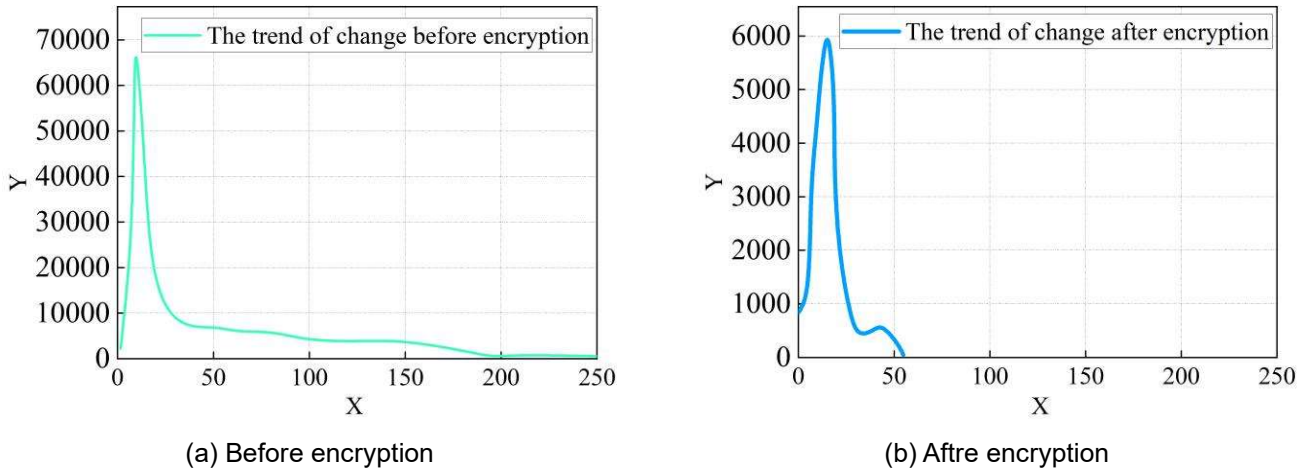 The trend of change before encryption
70000
60000
50000
40000
30000
20000
10000
0
Y
0 50 100 150 200 250
X
(a) Before encryption
The trend of change after encryption
6000
5000
4000
3000
2000
1000
0
Y
0 50 100 150 200 250
X
(b) Aftre encryption